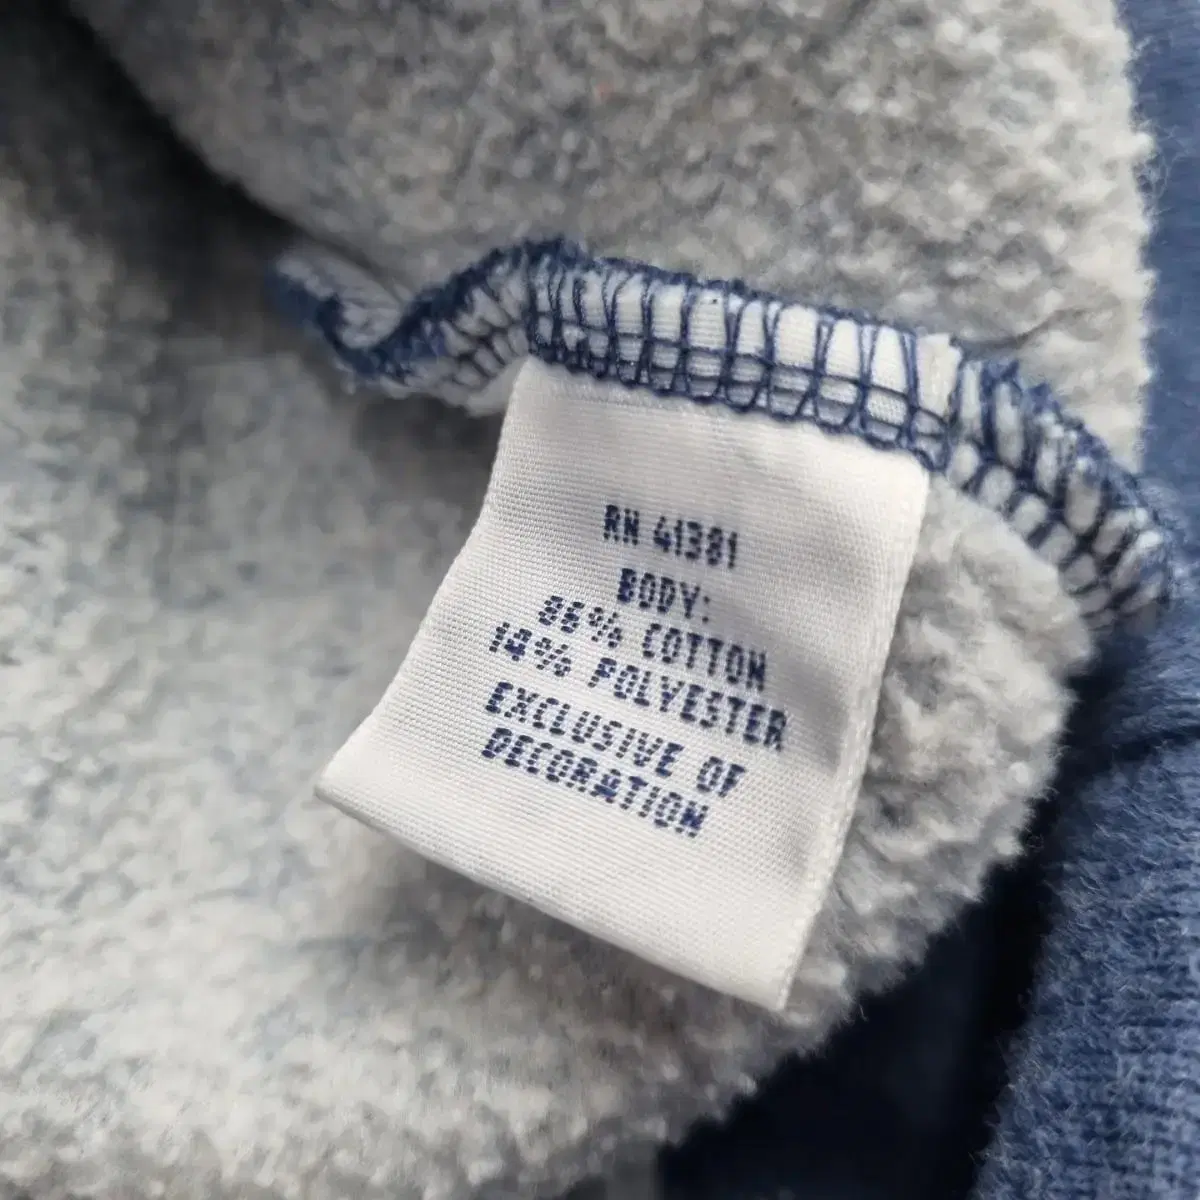 RN 41381
BODY:
86% COTTON
14% POLYESTER
EXCLUSIVE OF
DECORATION